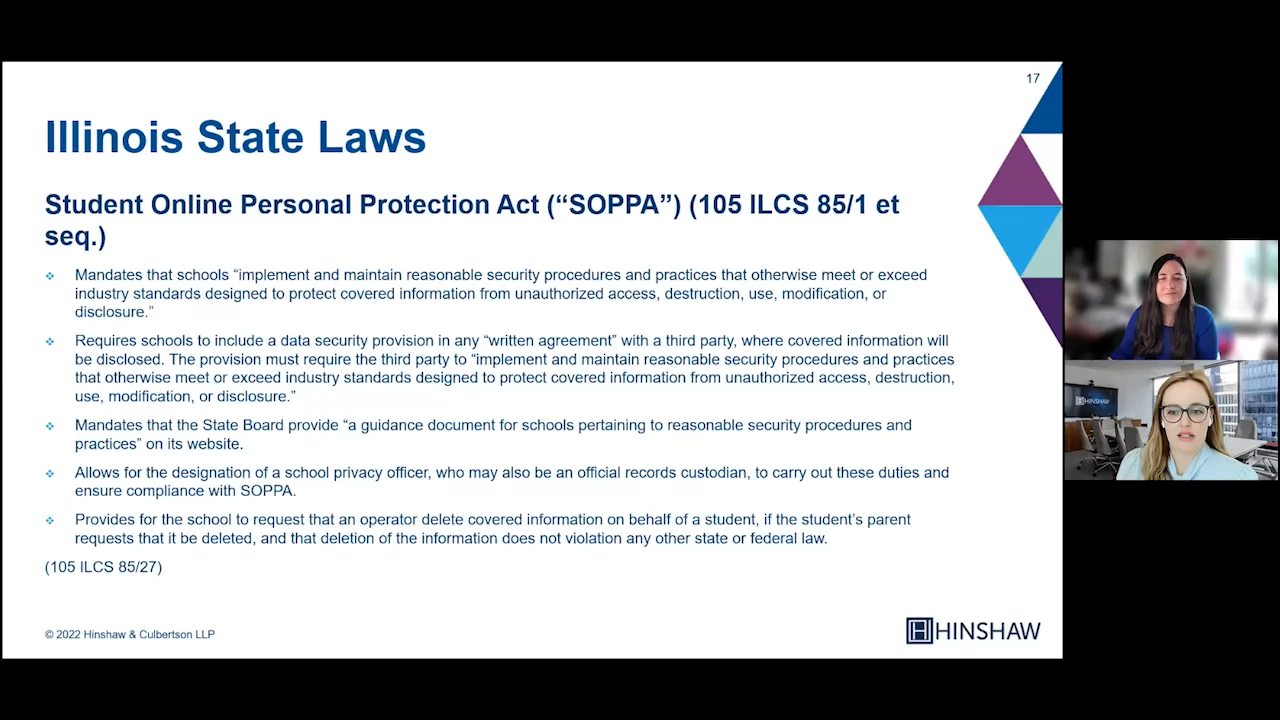 17
Illinois State Laws
Student Online Personal Protection Act (“SOPPA”) (105 ILCS 85/1 et
seq.)
Mandates that schools “implement and maintain reasonable security procedures and practices that otherwise meet or exceed
industry standards designed to protect covered information from unauthorized access, destruction, use, modification, or
disclosure.”
Requires schools to include a data security provision in any “written agreement” with a third party, where covered information will
be disclosed. The provision must require the third party to “implement and maintain reasonable security procedures and practices
that otherwise meet or exceed industry standards designed to protect covered information from unauthorized access, destruction,
use, modification, or disclosure.”
Mandates that the State Board provide “a guidance document for schools pertaining to reasonable security procedures and
practices” on its website.
Allows for the designation of a school privacy officer, who may also be an official records custodian, to carry out these duties and
ensure compliance with SOPPA.
Provides for the school to request that an operator delete covered information on behalf of a student, if the student’s parent
requests that it be deleted, and that deletion of the information does not violation any other state or federal law.
(105 ILCS 85/27)
© 2022 Hinshaw & Culbertson LLP
HINSHAW
HINSHAW